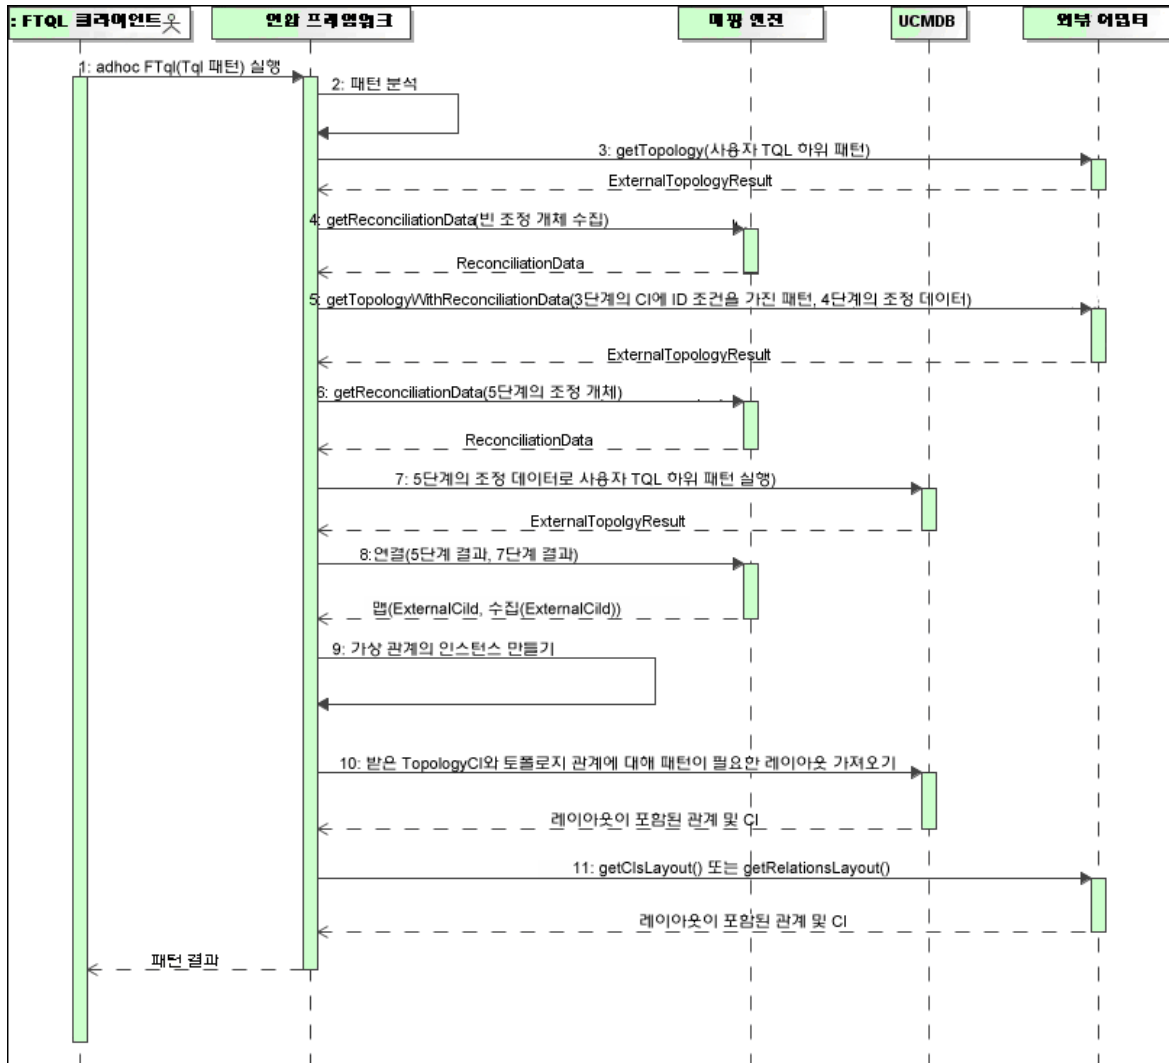 : FTQL 클라이언트
연합 프레임워크
매핑 엔진
UCMDB
외부 어댑터
1: adhoc FTql(Tql 패턴) 실행
2: 패턴 분석
3: getTopology(사용자 TQL 하위 패턴)
ExternalTopologyResult
4: getReconciliationData(빈 조정 개체 수집)
ReconciliationData
5: getTopologyWithReconciliationData(3단계의 CI에 ID 조건을 가진 패턴, 4단계의 조정 데이터)
ExternalTopologyResult
6: getReconciliationData(5단계의 조정 개체)
ReconciliationData
7: 5단계의 조정 데이터로 사용자 TQL 하위 패턴 실행)
ExternalTopolgyResult
8:연결(5단계 결과, 7단계 결과)
맵(ExternalCiId, 수집(ExternalCiId))
9: 가상 관계의 인스턴스 만들기
10: 받은 TopologyCI와 토폴로지 관계에 대해 패턴이 필요한 레이아웃 가져오기
레이아웃이 포함된 관계 및 CI
11: getCIsLayout() 또는 getRelationsLayout()
레이아웃이 포함된 관계 및 CI
패턴 결과